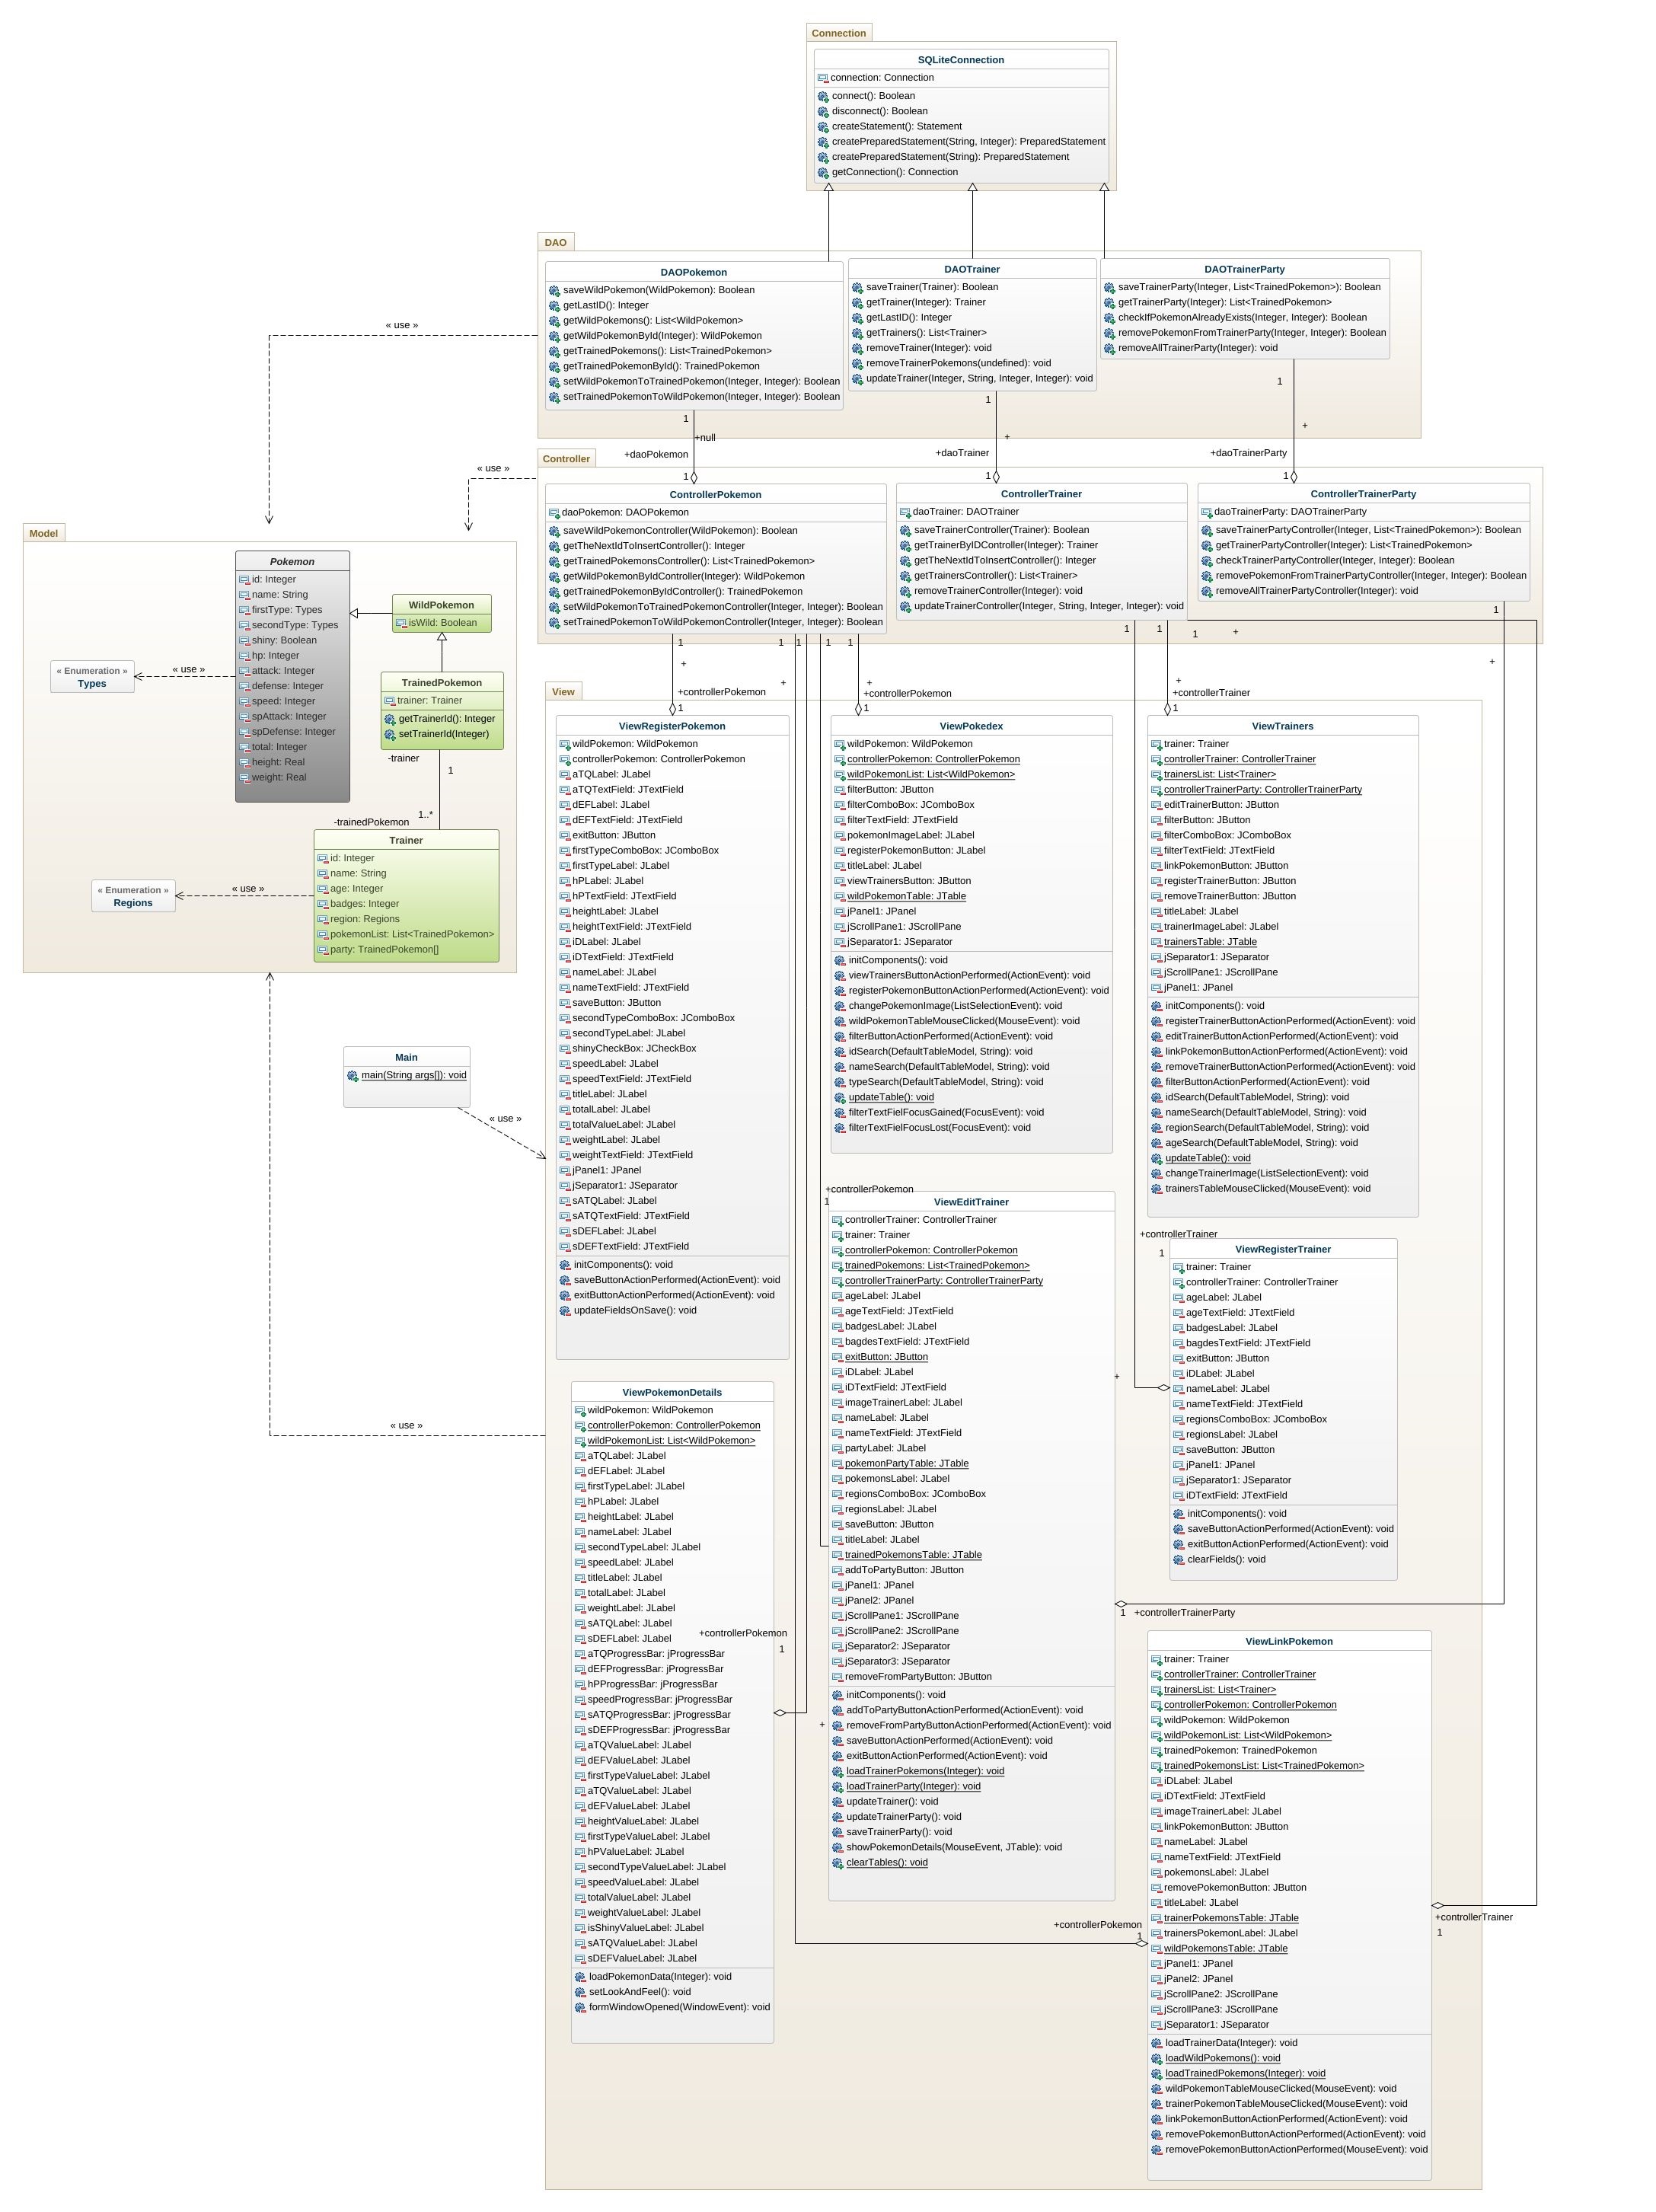 Connection
SQLiteConnection
connection: Connection
connect(): Boolean
disconnect(): Boolean
createStatement(): Statement
createPreparedStatement(String, Integer): PreparedStatement
createPreparedStatement(String): PreparedStatement
getConnection(): Connection
DAO
DAOPokemon
saveWildPokemon(WildPokemon): Boolean
getLastID(): Integer
getWildPokemons(): List<WildPokemon>
getWildPokemonById(Integer): WildPokemon
getTrainedPokemons(): List<TrainedPokemon>
getTrainedPokemonById(): TrainedPokemon
setWildPokemonToTrainedPokemon(Integer, Integer): Boolean
setTrainedPokemonToWildPokemon(Integer, Integer): Boolean
DAOTrainer
saveTrainer(Trainer): Boolean
getTrainer(Integer): Trainer
getLastID(): Integer
getTrainers(): List<Trainer>
removeTrainer(Integer): void
removeTrainerPokemons(undefined): void
updateTrainer(Integer, String, Integer, Integer): void
DAOTrainerParty
saveTrainerParty(Integer, List<TrainedPokemon>): Boolean
getTrainerParty(Integer): List<TrainedPokemon>
checkIfPokemonAlreadyExists(Integer, Integer): Boolean
removePokemonFromTrainerParty(Integer, Integer): Boolean
removeAllTrainerParty(Integer): void
« use »
1
+null
+daoPokemon
1
1
+
+daoTrainer
1
1
+
+daoTrainerParty
1
« use »
Controller
ControllerPokemon
daoPokemon: DAOPokemon
saveWildPokemonController(WildPokemon): Boolean
getTheNextIdToInsertController(): Integer
getTrainedPokemonsController(): List<TrainedPokemon>
getWildPokemonByIdController(Integer): WildPokemon
getTrainedPokemonByIdController(): TrainedPokemon
setWildPokemonToTrainedPokemonController(Integer, Integer): Boolean
setTrainedPokemonToWildPokemonController(Integer, Integer): Boolean
ControllerTrainer
daoTrainer: DAOTrainer
saveTrainerController(Trainer): Boolean
getTrainerByIDController(Integer): Trainer
getTheNextIdToInsertController(): Integer
getTrainersController(): List<Trainer>
removeTrainerController(Integer): void
updateTrainerController(Integer, String, Integer, Integer): void
ControllerTrainerParty
daoTrainerParty: DAOTrainerParty
saveTrainerPartyController(Integer, List<TrainedPokemon>): Boolean
getTrainerPartyController(Integer): List<TrainedPokemon>
checkTrainerPartyController(Integer, Integer): Boolean
removePokemonFromTrainerPartyController(Integer, Integer): Boolean
removeAllTrainerPartyController(Integer): void
Model
Pokemon
id: Integer
name: String
firstType: Types
secondType: Types
shiny: Boolean
hp: Integer
attack: Integer
defense: Integer
speed: Integer
spAttack: Integer
spDefense: Integer
total: Integer
height: Real
weight: Real
WildPokemon
isWild: Boolean
TrainedPokemon
trainer: Trainer
getTrainerId(): Integer
setTrainerId(Integer)
« Enumeration »
Types
« use »
-trainer
1
1..*
-trainedPokemon
Trainer
id: Integer
name: String
age: Integer
badges: Integer
region: Regions
pokemonList: List<TrainedPokemon>
party: TrainedPokemon[]
« Enumeration »
Regions
« use »
Main
main(String args[]): void
« use »
« use »
1 1 1 1 1
1 1 1 + 1
+ + + + +
View
+controllerPokemon
1
+controllerPokemon
1
+controllerTrainer
1
ViewRegisterPokemon
wildPokemon: WildPokemon
controllerPokemon: ControllerPokemon
aTQLabel: JLabel
aTQTextField: JTextField
dEFLabel: JLabel
dEFTextField: JTextField
exitButton: JButton
firstTypeComboBox: JComboBox
firstTypeLabel: JLabel
hPLabel: JLabel
hPTextField: JTextField
heightLabel: JLabel
heightTextField: JTextField
iDLabel: JLabel
iDTextField: JTextField
nameLabel: JLabel
nameTextField: JTextField
saveButton: JButton
secondTypeComboBox: JComboBox
secondTypeLabel: JLabel
shinyCheckBox: JCheckBox
speedLabel: JLabel
speedTextField: JTextField
titleLabel: JLabel
totalLabel: JLabel
totalValueLabel: JLabel
weightLabel: JLabel
weightTextField: JTextField
jPanel1: JPanel
jSeparator1: JSeparator
sATQLabel: JLabel
sATQTextField: JTextField
sDEFLabel: JLabel
sDEFTextField: JTextField
initComponents(): void
saveButtonActionPerformed(ActionEvent): void
exitButtonActionPerformed(ActionEvent): void
updateFieldsOnSave(): void
ViewPokedex
wildPokemon: WildPokemon
controllerPokemon: ControllerPokemon
wildPokemonList: List<WildPokemon>
filterButton: JButton
filterComboBox: JComboBox
filterTextField: JTextField
pokemonImageLabel: JLabel
registerPokemonButton: JLabel
titleLabel: JLabel
viewTrainersButton: JButton
wildPokemonTable: JTable
jPanel1: JPanel
jScrollPane1: JScrollPane
jSeparator1: JSeparator
initComponents(): void
viewTrainersButtonActionPerformed(ActionEvent): void
registerPokemonButtonActionPerformed(ActionEvent): void
changePokemonImage(ListSelectionEvent): void
wildPokemonTableMouseClicked(MouseEvent): void
filterButtonActionPerformed(ActionEvent): void
idSearch(DefaultTableModel, String): void
nameSearch(DefaultTableModel, String): void
typeSearch(DefaultTableModel, String): void
updateTable(): void
filterTextFielFocusGained(FocusEvent): void
filterTextFielFocusLost(FocusEvent): void
ViewTrainers
trainer: Trainer
controllerTrainer: ControllerTrainer
trainersList: List<Trainer>
controllerTrainerParty: ControllerTrainerParty
editTrainerButton: JButton
filterButton: JButton
filterComboBox: JComboBox
filterTextField: JTextField
linkPokemonButton: JButton
registerTrainerButton: JButton
removeTrainerButton: JButton
titleLabel: JLabel
trainerImageLabel: JLabel
trainersTable: JTable
jSeparator1: JSeparator
jScrollPane1: JScrollPane
jPanel1: JPanel
initComponents(): void
registerTrainerButtonActionPerformed(ActionEvent): void
editTrainerButtonActionPerformed(ActionEvent): void
linkPokemonButtonActionPerformed(ActionEvent): void
removeTrainerButtonActionPerformed(ActionEvent): void
filterButtonActionPerformed(ActionEvent): void
idSearch(DefaultTableModel, String): void
nameSearch(DefaultTableModel, String): void
regionSearch(DefaultTableModel, String): void
ageSearch(DefaultTableModel, String): void
updateTable(): void
changeTrainerImage(ListSelectionEvent): void
trainersTableMouseClicked(MouseEvent): void
+controllerPokemon
1
ViewEditTrainer
controllerTrainer: ControllerTrainer
trainer: Trainer
controllerPokemon: ControllerPokemon
trainedPokemons: List<TrainedPokemon>
controllerTrainerParty: ControllerTrainerParty
ageLabel: JLabel
ageTextField: JTextField
badgesLabel: JLabel
bagdesTextField: JTextField
exitButton: JButton
iDLabel: JLabel
iDTextField: JTextField
imageTrainerLabel: JLabel
nameLabel: JLabel
nameTextField: JTextField
partyLabel: JLabel
pokemonPartyTable: JTable
pokemonsLabel: JLabel
regionsComboBox: JComboBox
regionsLabel: JLabel
saveButton: JButton
titleLabel: JLabel
trainedPokemonsTable: JTable
addToPartyButton: JButton
jPanel1: JPanel
jPanel2: JPanel
jScrollPane1: JScrollPane
jScrollPane2: JScrollPane
jSeparator2: JSeparator
jSeparator3: JSeparator
removeFromPartyButton: JButton
initComponents(): void
addToPartyButtonActionPerformed(ActionEvent): void
removeFromPartyButtonActionPerformed(ActionEvent): void
saveButtonActionPerformed(ActionEvent): void
exitButtonActionPerformed(ActionEvent): void
loadTrainerPokemons(Integer): void
loadTrainerParty(Integer): void
updateTrainer(): void
updateTrainerParty(): void
saveTrainerParty(): void
showPokemonDetails(MouseEvent, JTable): void
clearTables(): void
+controllerTrainer
1
+
ViewRegisterTrainer
trainer: Trainer
controllerTrainer: ControllerTrainer
ageLabel: JLabel
ageTextField: JTextField
badgesLabel: JLabel
bagdesTextField: JTextField
exitButton: JButton
iDLabel: JLabel
nameLabel: JLabel
nameTextField: JTextField
regionsComboBox: JComboBox
regionsLabel: JLabel
saveButton: JButton
jPanel1: JPanel
jSeparator1: JSeparator
iDTextField: JTextField
initComponents(): void
saveButtonActionPerformed(ActionEvent): void
exitButtonActionPerformed(ActionEvent): void
clearFields(): void
1 +controllerTrainerParty
ViewPokemonDetails
wildPokemon: WildPokemon
controllerPokemon: ControllerPokemon
wildPokemonList: List<WildPokemon>
aTQLabel: JLabel
dEFLabel: JLabel
firstTypeLabel: JLabel
hPLabel: JLabel
heightLabel: JLabel
nameLabel: JLabel
secondTypeLabel: JLabel
speedLabel: JLabel
titleLabel: JLabel
totalLabel: JLabel
weightLabel: JLabel
sATQLabel: JLabel
sDEFLabel: JLabel
aTQProgressBar: jProgressBar
dEFProgressBar: jProgressBar
hPProgressBar: jProgressBar
speedProgressBar: jProgressBar
sATQProgressBar: jProgressBar
sDEFProgressBar: jProgressBar
aTQValueLabel: JLabel
dEFValueLabel: JLabel
firstTypeValueLabel: JLabel
aTQValueLabel: JLabel
dEFValueLabel: JLabel
heightValueLabel: JLabel
firstTypeValueLabel: JLabel
hPValueLabel: JLabel
secondTypeValueLabel: JLabel
speedValueLabel: JLabel
totalValueLabel: JLabel
weightValueLabel: JLabel
isShinyValueLabel: JLabel
sATQValueLabel: JLabel
sDEFValueLabel: JLabel
loadPokemonData(Integer): void
setLookAndFeel(): void
formWindowOpened(WindowEvent): void
+controllerPokemon
1
+
ViewLinkPokemon
trainer: Trainer
controllerTrainer: ControllerTrainer
trainersList: List<Trainer>
controllerPokemon: ControllerPokemon
wildPokemon: WildPokemon
wildPokemonList: List<WildPokemon>
trainedPokemon: TrainedPokemon
trainedPokemonsList: List<TrainedPokemon>
iDLabel: JLabel
iDTextField: JTextField
imageTrainerLabel: JLabel
linkPokemonButton: JButton
nameLabel: JLabel
nameTextField: JTextField
pokemonsLabel: JLabel
removePokemonButton: JButton
titleLabel: JLabel
trainerPokemonsTable: JTable
trainersPokemonLabel: JLabel
wildPokemonsTable: JTable
jPanel1: JPanel
jPanel2: JPanel
jScrollPane2: JScrollPane
jScrollPane3: JScrollPane
jSeparator1: JSeparator
loadTrainerData(Integer): void
loadWildPokemons(): void
loadTrainedPokemons(Integer): void
wildPokemonTableMouseClicked(MouseEvent): void
trainerPokemonTableMouseClicked(MouseEvent): void
linkPokemonButtonActionPerformed(ActionEvent): void
removePokemonButtonActionPerformed(ActionEvent): void
removePokemonButtonActionPerformed(MouseEvent): void
+controllerPokemon
1
+controllerTrainer
1